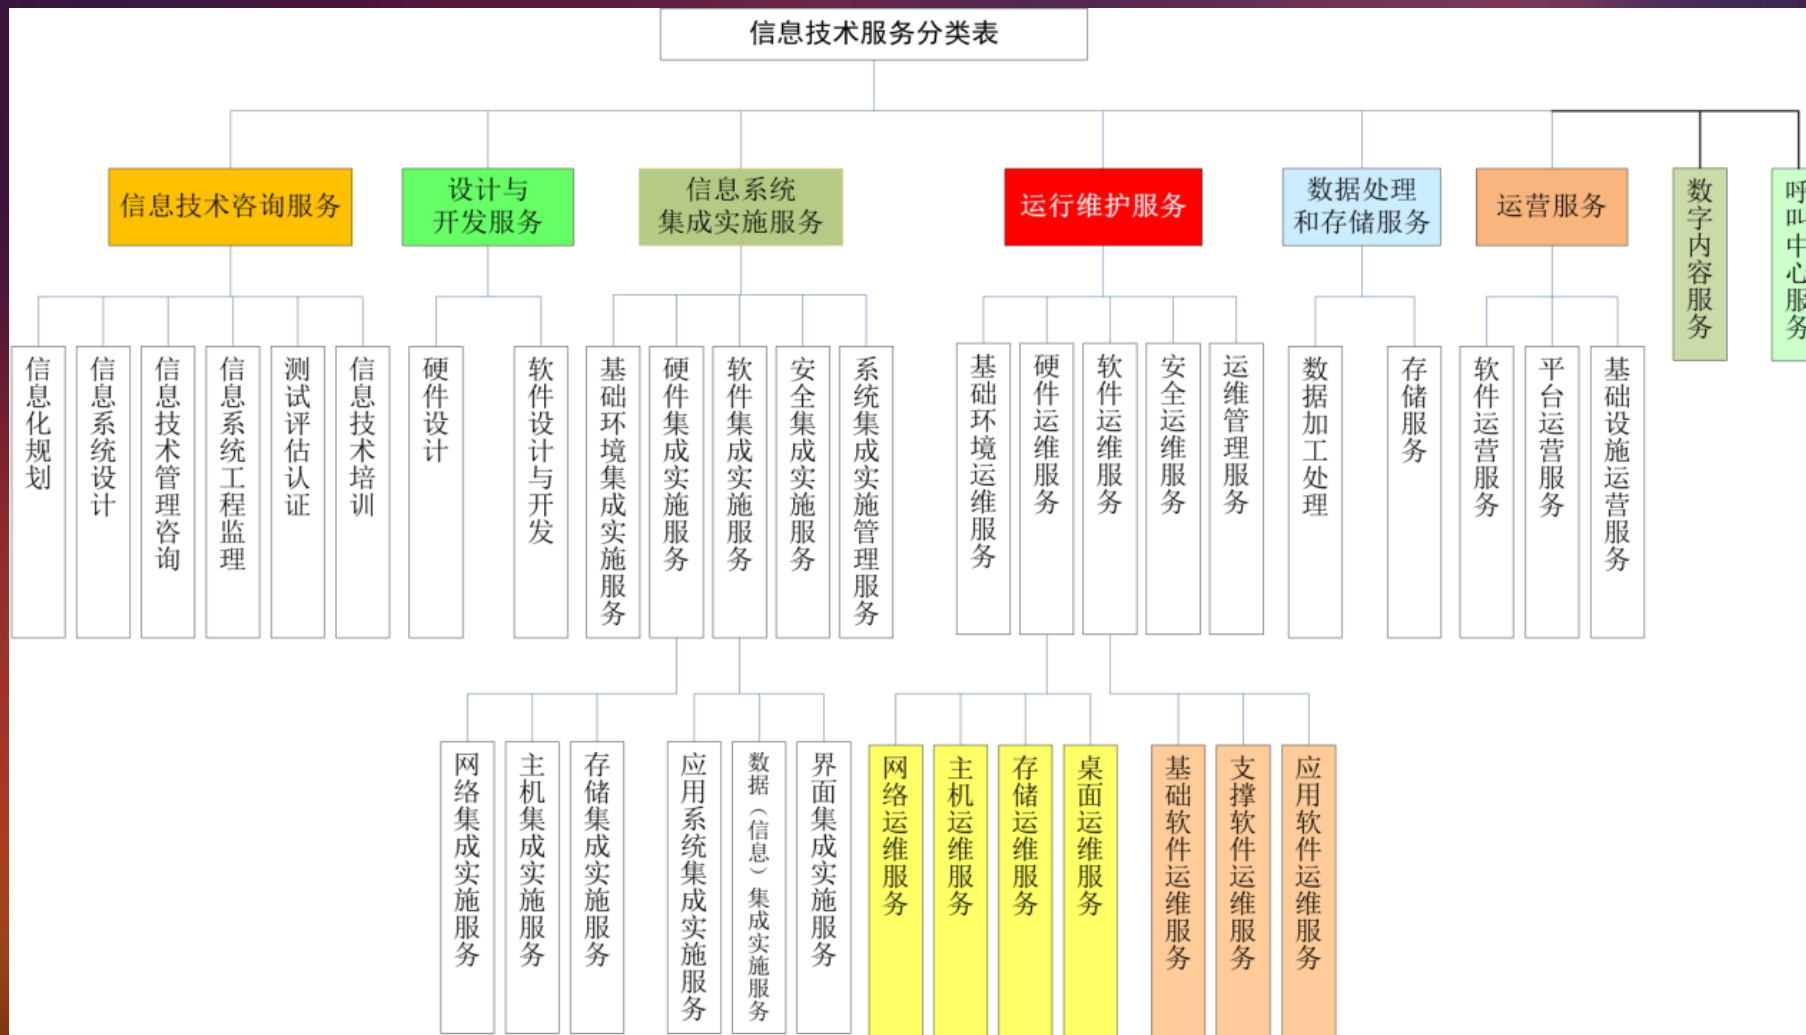 信息技术服务分类表
信息技术咨询服务
设计与
开发服务
信息系统
集成实施服务
运行维护服务
数据处理
和存储服务
运营服务
数字内容服务
呼叫中心服务
信息化规划
信息系统设计
信息技术管理咨询
信息系统工程监理
测试评估认证
信息技术培训
硬件设计
软件设计与开发
基础环境集成实施服务
硬件集成实施服务
软件集成实施服务
安全集成实施服务
系统集成实施管理服务
基础环境运维服务
硬件运维服务
软件运维服务
安全运维服务
运维管理服务
数据加工处理
存储服务
软件运营服务
平台运营服务
基础设施运营服务
网络集成实施服务
主机集成实施服务
存储集成实施服务
应用系统集成实施服务
数据（信息）集成实施服务
界面集成实施服务
网络运维服务
主机运维服务
存储运维服务
桌面运维服务
基础软件运维服务
支撑软件运维服务
应用软件运维服务